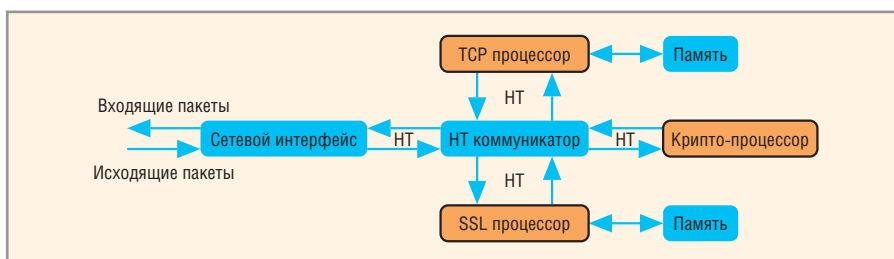 TCP процессор
Память
HT
Входящие пакеты
Сетевой интерфейс
HT
HT коммуникатор
HT
Крипто-процессор
Исходящие пакеты
HT
SSL процессор
Память